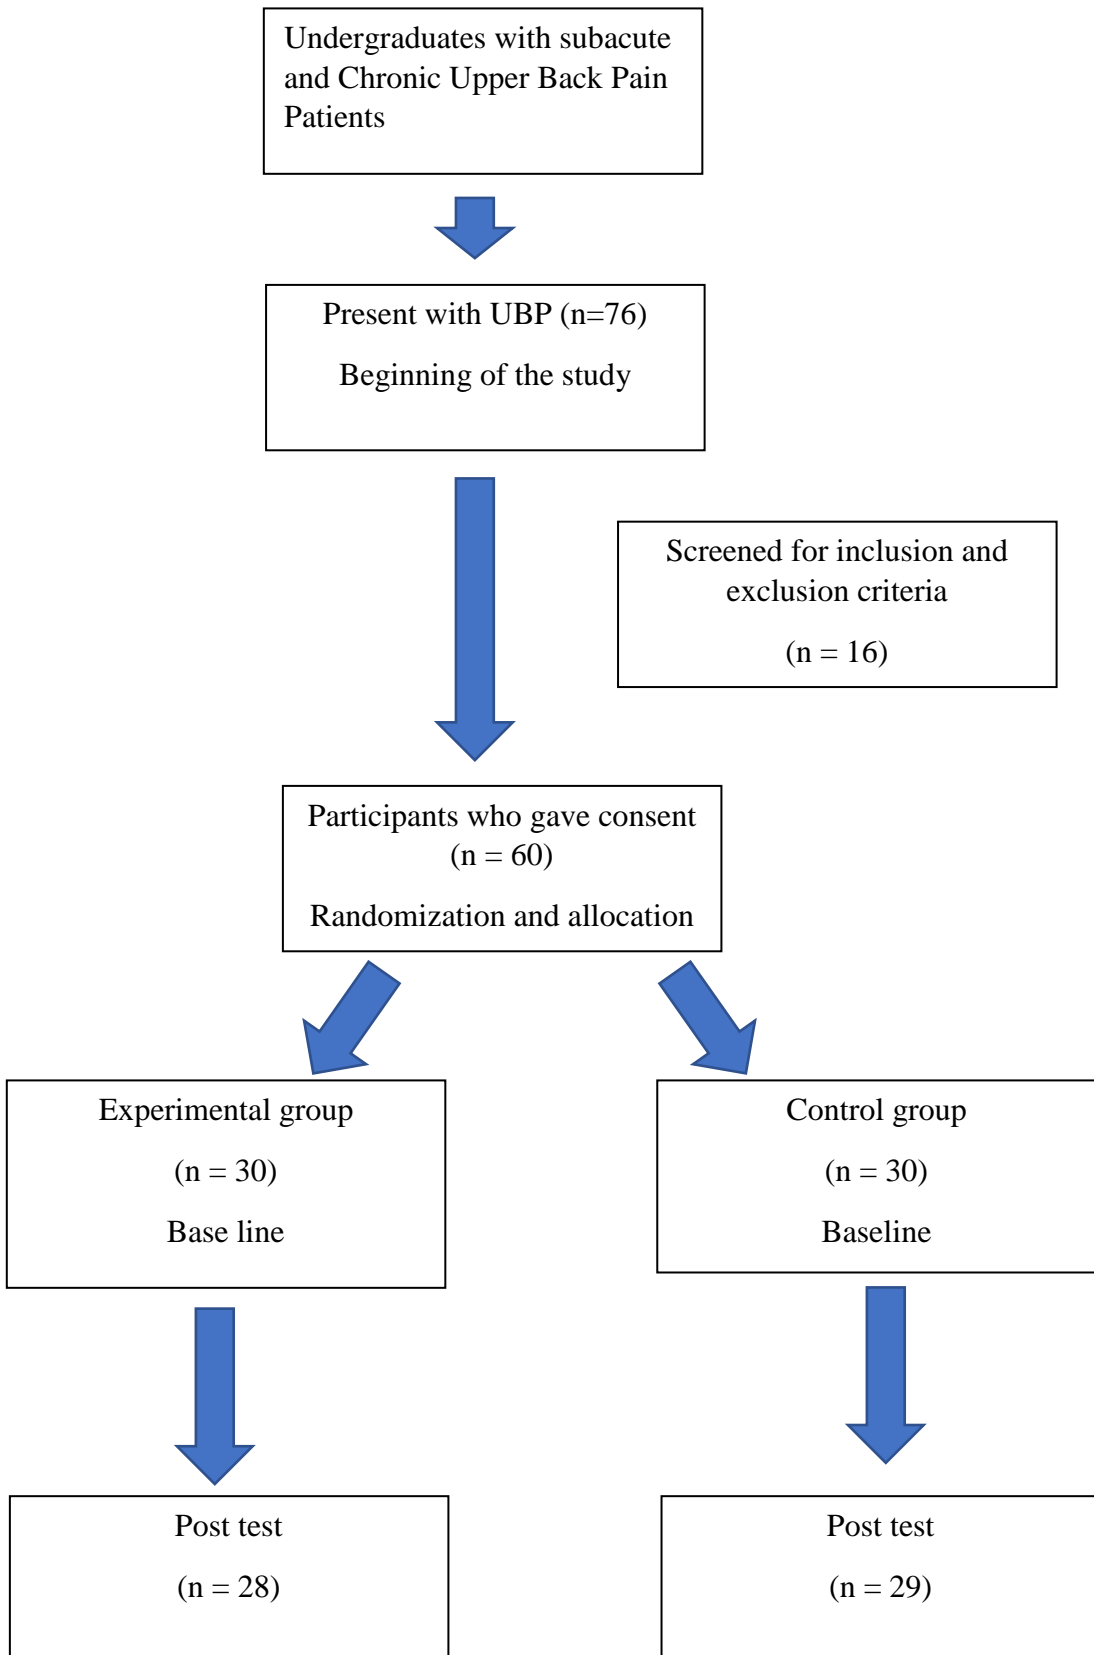 Undergraduates with subacute
and Chronic Upper Back Pain
Patients
Present with UBP (n=76)
Beginning of the study
Screened for inclusion and
exclusion criteria
(n = 16)
Participants who gave consent
(n = 60)
Randomization and allocation
Experimental group
(n = 30)
Base line
Control group
(n = 30)
Baseline
Post test
(n = 28)
Post test
(n = 29)